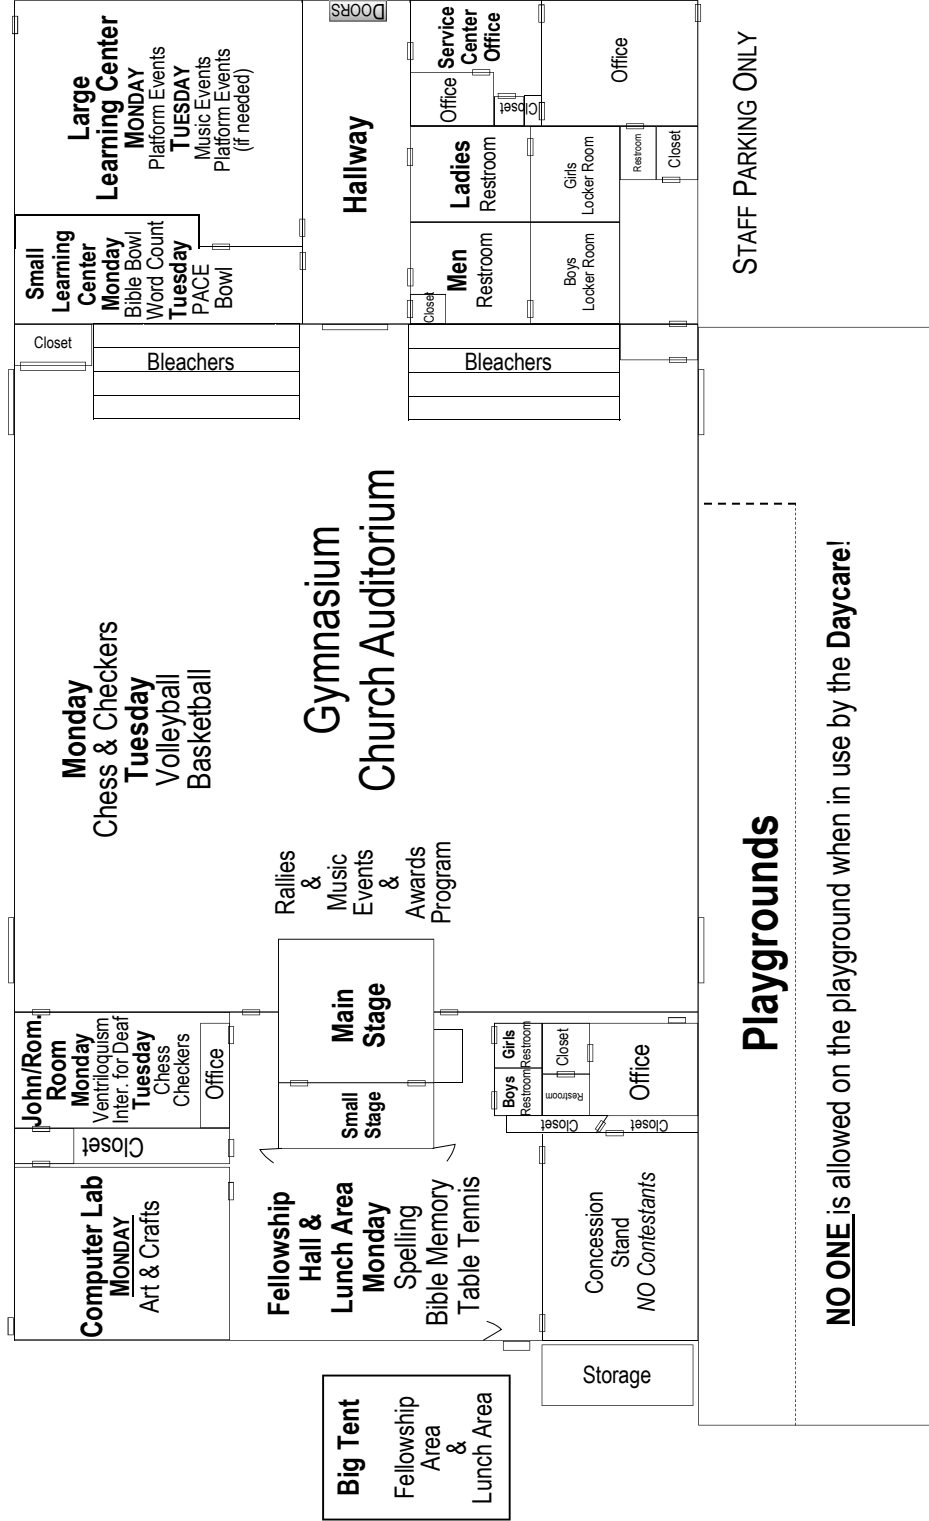 Computer Lab
MONDAY
Art & Crafts
Closet
John/Rom.
Room
Monday
Ventriloquism
Inter. for Deaf
Tuesday
Chess
Checkers
Office
Monday
Chess & Checkers
Tuesday
Volleyball
Basketball
Closet
Bleachers
Small
Learning
Center
Monday
Bible Bowl
Word Count
Tuesday
PACE
Bowl
Large
Learning Center
MONDAY
Platform Events
TUESDAY
Music Events
Platform Events
(if needed)
Big Tent
Fellowship
Area
&
Lunch Area
Fellowship
Hall &
Lunch Area
Monday
Spelling
Bible Memory
Table Tennis
Small
Stage
Main
Stage
Rallies
&
Music
Events
&
Awards
Program
Gymnasium
Church Auditorium
Hallway
DOORS
Bleachers
Closet
Men
Restroom
Ladies
Restroom
Office
Service
Center
Office
Closet
Boys
Locker Room
Girls
Locker Room
Office
Restroom
Closet
Storage
Concession
Stand
NO Contestants
Closet
Closet
Boys
Restroom
Girls
Restroom
Restroom
Closet
Office
Playgrounds
STAFF PARKING ONLY
NO ONE is allowed on the playground when in use by the Daycare!